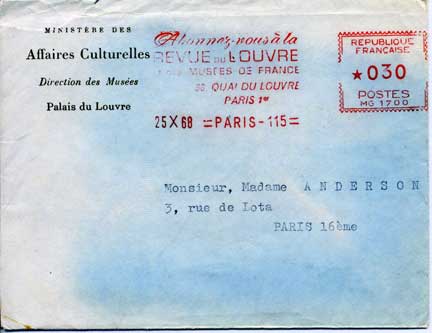 MINISTÈRE DES
Affaires Culturelles
Direction des Musées
Palais du Louvre
Abonnez-vous à la
REVUE DU LOUVRE
MUSÉES DE FRANCE
QUAI DU LOUVRE
PARIS 1er
25 X 68 = PARIS - 115 =
REPUBLIQUE
FRANÇAISE
★ 030
POSTES
MG 1700
Monsieur, Madame ANDERSON
3, rue de Lota
PARIS 16ème